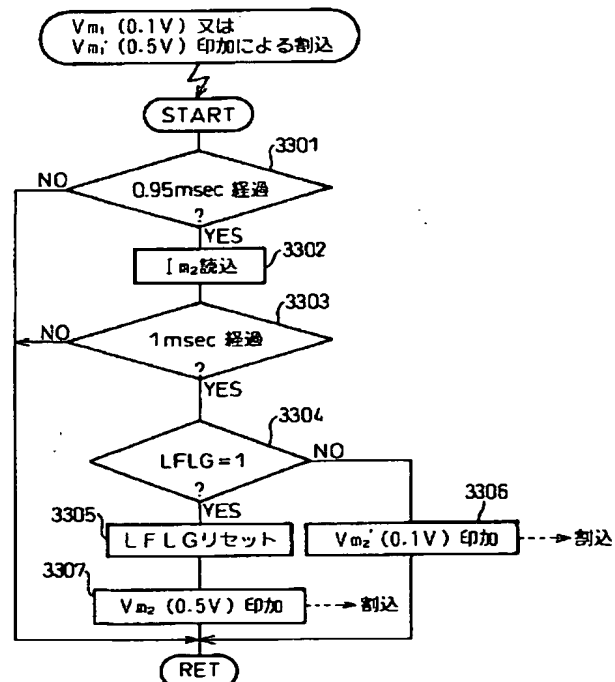 Vm₁ (0.1V) 又は
Vm₁' (0.5V) 印加による割込
START
3301
NO
0.95msec 経過
?
YES
3302
Im₂読込
3303
NO
1msec 経過
?
YES
3304
LFLG=1
NO
?
YES
3305
LFLGリセット
3306
Vm₂' (0.1V) 印加
割込
3307
Vm₂ (0.5V) 印加
割込
RET